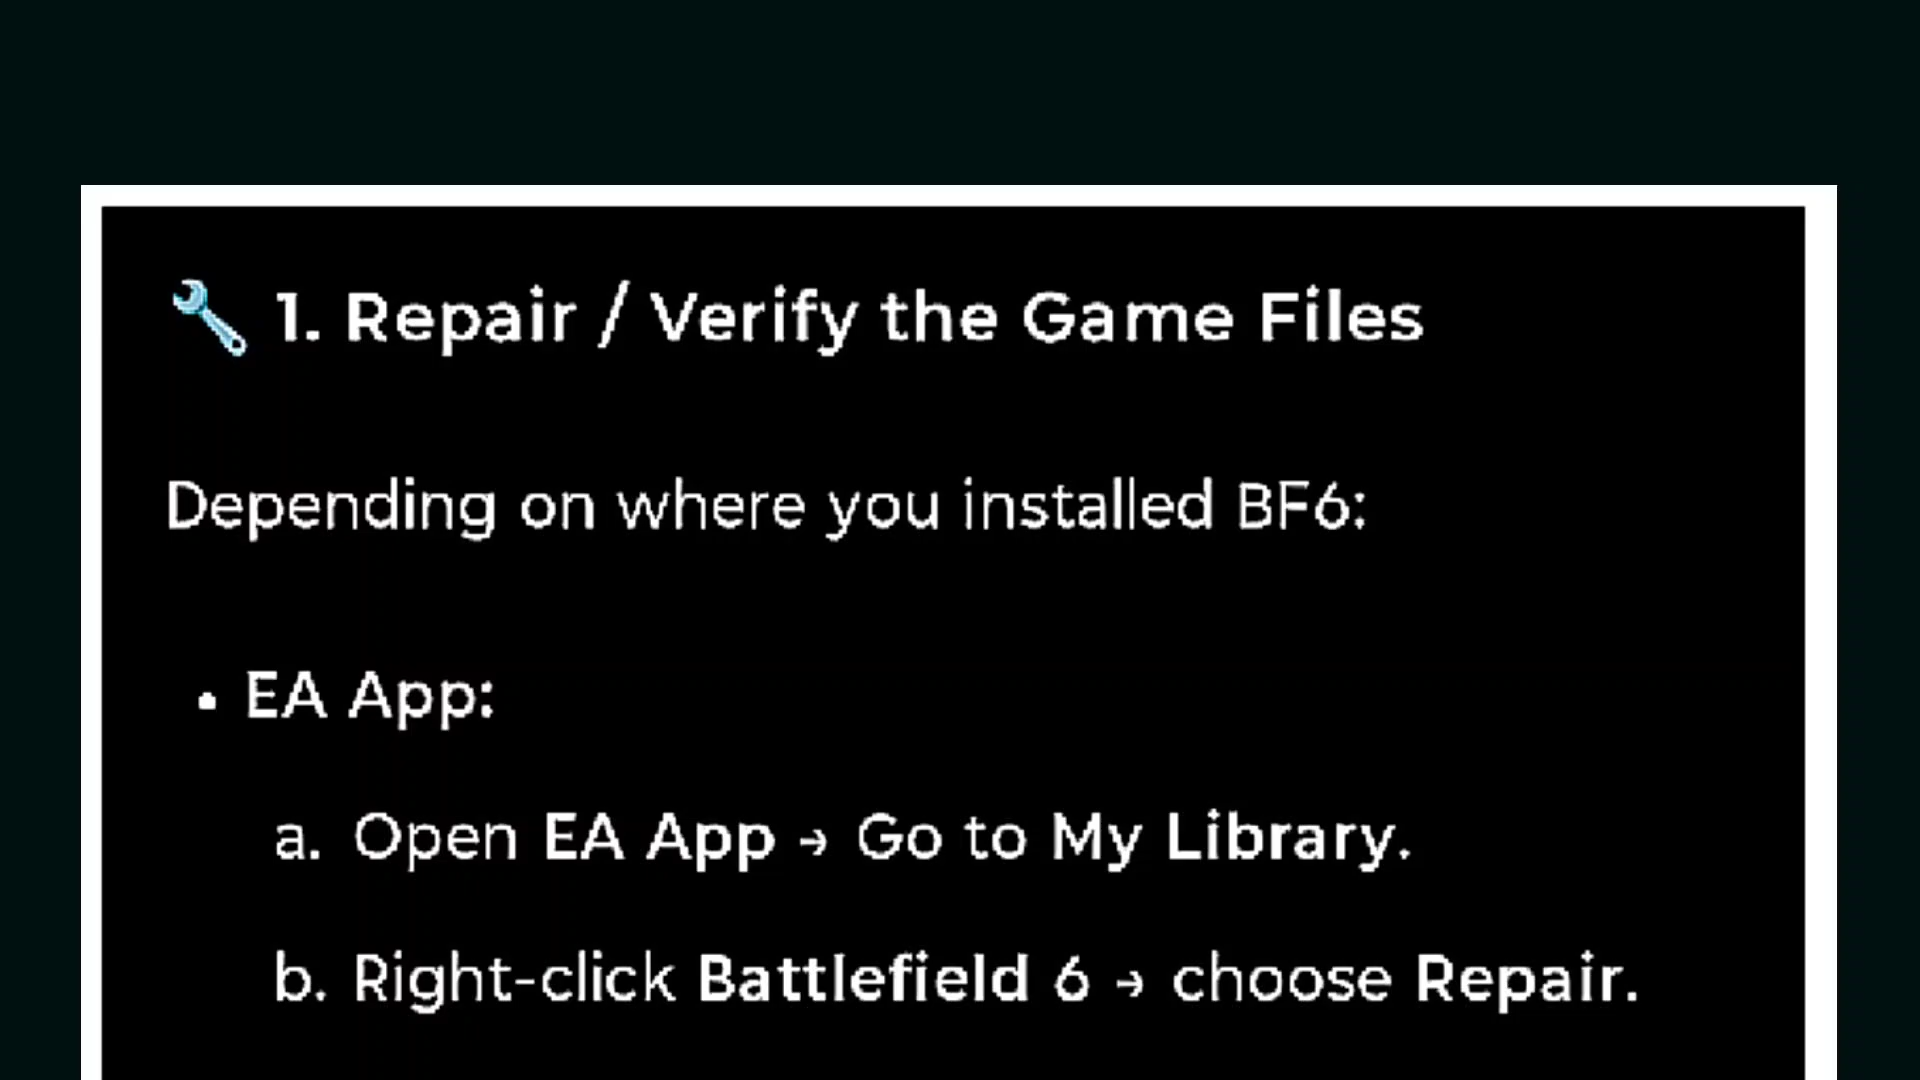 🔧 1. Repair / Verify the Game Files
Depending on where you installed BF6:
• EA App:
a. Open EA App → Go to My Library.
b. Right-click Battlefield 6 → choose Repair.